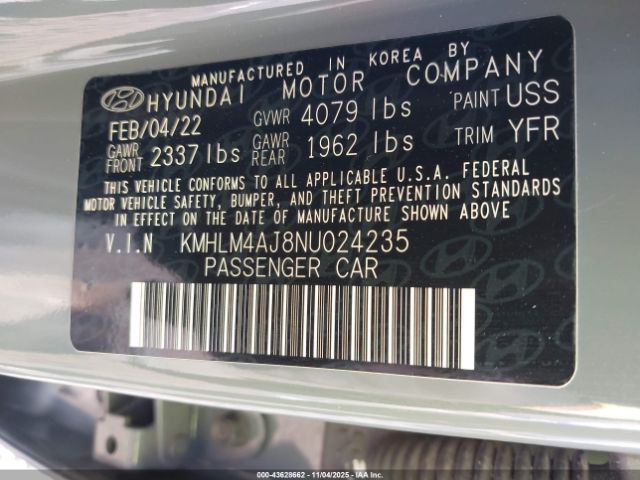 MANUFACTURED IN KOREA BY
HYUNDAI MOTOR COMPANY
FEB/04/22 GVWR 4079 lbs PAINT USS
GAWR FRONT 2337 lbs GAWR REAR 1962 lbs TRIM YFR
THIS VEHICLE CONFORMS TO ALL APPLICABLE U.S.A. FEDERAL
MOTOR VEHICLE SAFETY, BUMPER, AND THEFT PREVENTION STANDARDS
IN EFFECT ON THE DATE OF MANUFACTURE SHOWN ABOVE
V.I.N KMHLM4AJ8NU024235
PASSENGER CAR
000-43628662 - 11/04/2025 - IAA Inc.